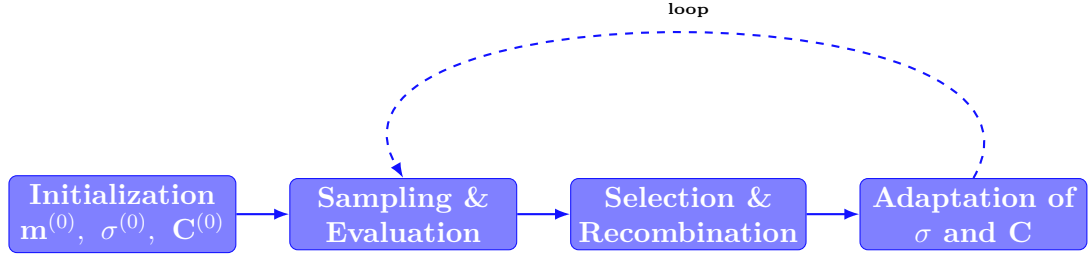 loop
Initialization
m⁽⁰⁾, σ⁽⁰⁾, C⁽⁰⁾
Sampling &
Evaluation
Selection &
Recombination
Adaptation of
σ and C